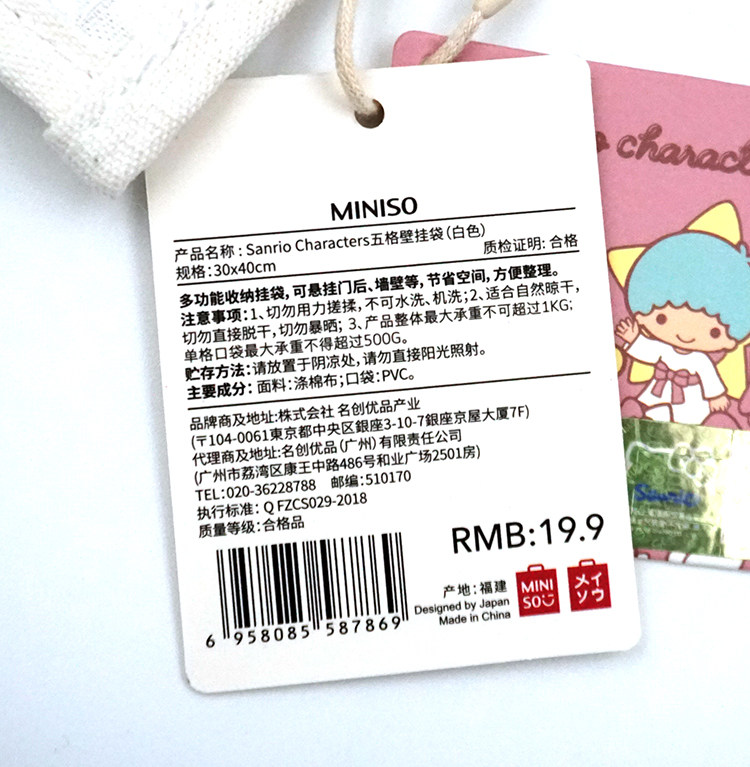 MINISO
产品名称：Sanrio Characters五格壁挂袋（白色）
规格：30x40cm 质检证明：合格
多功能收纳挂袋，可悬挂门后、墙壁等，节省空间，方便整理。
注意事项：1、切勿用力搓揉，不可水洗、机洗；2、适合自然晾干，
切勿直接脱干，切勿暴晒；3、产品整体最大承重不可超过1KG；
单格口袋最大承重不得超过500G。
贮存方法：请放置于阴凉处，请勿直接阳光照射。
主要成分：面料：涤棉布；口袋：PVC。
品牌商及地址:株式会社 名创优品产业
(〒104-0061東京都中央区銀座3-10-7銀座京屋大厦7F)
代理商及地址:名创优品（广州）有限责任公司
(广州市荔湾区康王中路486号和业广场2501房)
TEL：020-36228788 邮编：510170
执行标准：Q FZCS029-2018
质量等级：合格品
RMB:19.9
6 958085 587869
产地：福建
Designed by Japan
Made in China
MINI
SO
メイ
ソウ
charact
Sanrio